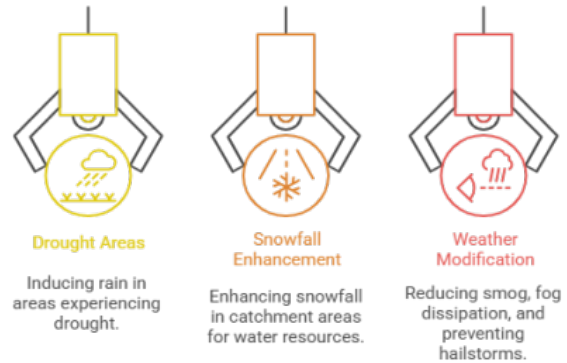 Drought Areas
Inducing rain in
areas experiencing
drought.
Snowfall
Enhancement
Enhancing snowfall
in catchment areas
for water resources.
Weather
Modification
Reducing smog, fog
dissipation, and
preventing
hailstorms.